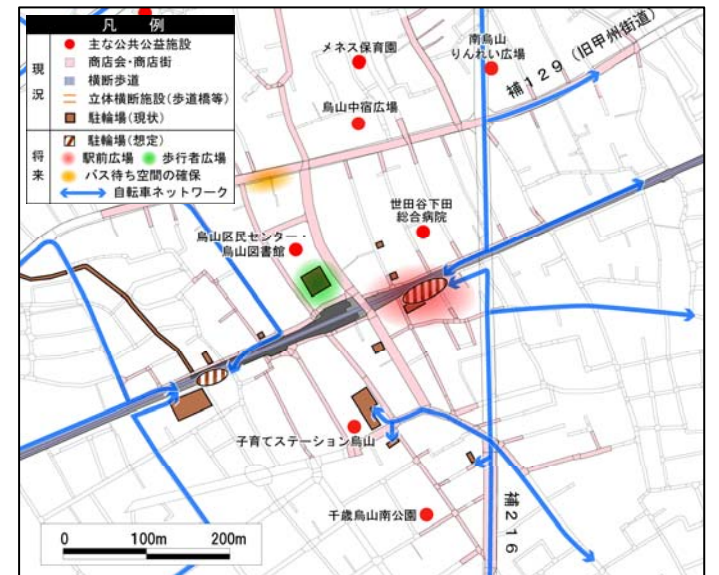 凡例
現況
主な公共公益施設
商店会・商店街
横断歩道
立体横断施設(歩道橋等)
駐輪場(現状)
将来
駐輪場(想定)
駅前広場 歩行者広場
バス待ち空間の確保
自転車ネットワーク
メネス保育園
南烏山
りんれい広場
補129(旧甲州街道)
烏山中宿広場
世田谷下田
総合病院
烏山区民センター・
烏山図書館
子育てステーション烏山
千歳烏山南公園
補216
0 100m 200m